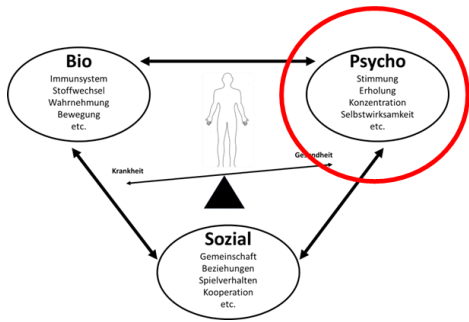 Bio
Immunsystem
Stoffwechsel
Wahrnehmung
Bewegung
etc.
Psycho
Stimmung
Erholung
Konzentration
Selbstwirksamkeit
etc.
Krankheit
Gesundheit
Sozial
Gemeinschaft
Beziehungen
Spielverhalten
Kooperation
etc.